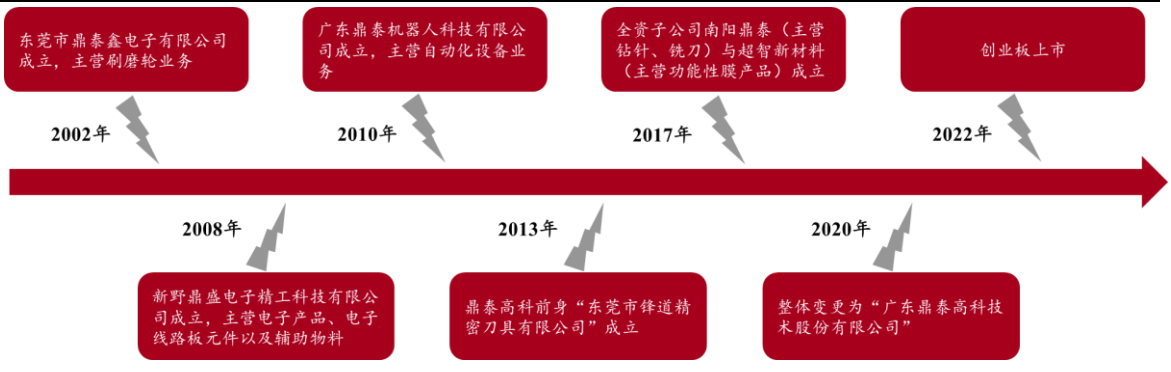 东莞市鼎泰鑫电子有限公司
成立，主营刷磨轮业务
广东鼎泰机器人科技有限公
司成立，主营自动化设备业
务
全资子公司南阳鼎泰（主营
钻针、铣刀）与超智新材料
（主营功能性膜产品）成立
创业板上市
2002年
2010年
2017年
2022年
2008年
2013年
2020年
新野鼎盛电子精工科技有限公
司成立，主营电子产品、电子
线路板元件以及辅助物料
鼎泰高科前身“东莞市锋道精
密刀具有限公司”成立
整体变更为“广东鼎泰高科技
术股份有限公司”